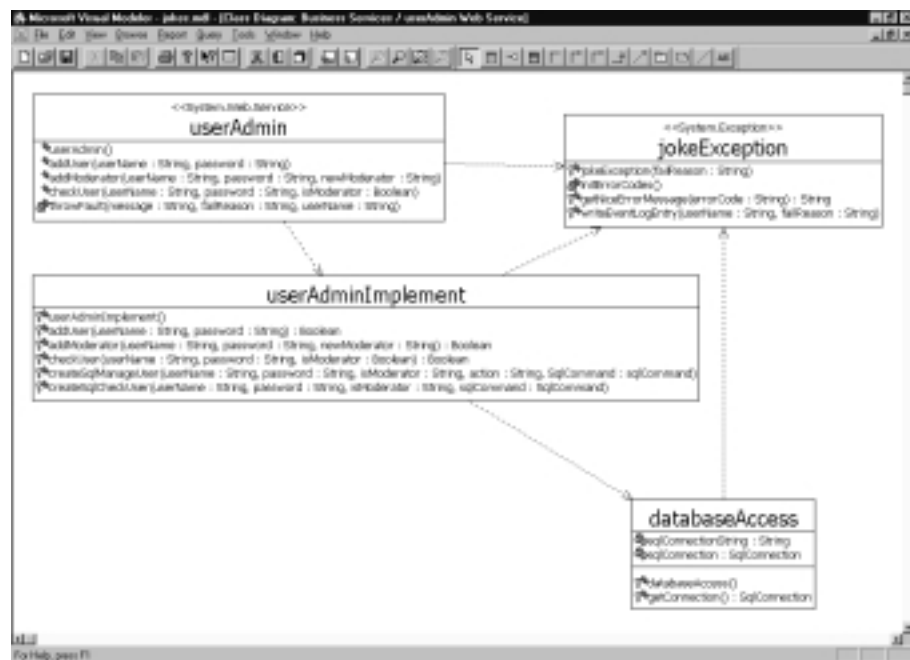 Microsoft Visual Modeler - jokes.mdl - [Class Diagram: Business Services / userAdmin Web Service]
File Edit View Browse Report Query Tools Window Help
<<System.Web.Service>>
userAdmin
userAdmin()
addUser(userName : String, password : String)
addModerator(userName : String, password : String, newModerator : String)
checkUser(userName : String, password : String, isModerator : Boolean)
throwFault(message : String, failReason : String, userName : String)
<<System.Exception>>
jokeException
jokeException(failReason : String)
initErrorCodes()
getNiceErrorMessage(errorCode : String) : String
writeEventLogEntry(userName : String, failReason : String)
userAdminImplement
userAdminImplement()
addUser(userName : String, password : String) : Boolean
addModerator(userName : String, password : String, newModerator : String) : Boolean
checkUser(userName : String, password : String, isModerator : Boolean) : Boolean
createSqlManageUser(userName : String, password : String, isModerator : String, action : String, SqlCommand : sqlCommand)
createSqlCheckUser(userName : String, password : String, isModerator : String, sqlCommand : SqlCommand)
databaseAccess
sqlConnectionString : String
sqlConnection : SqlConnection
databaseAccess()
getConnection() : SqlConnection
For Help, press F1